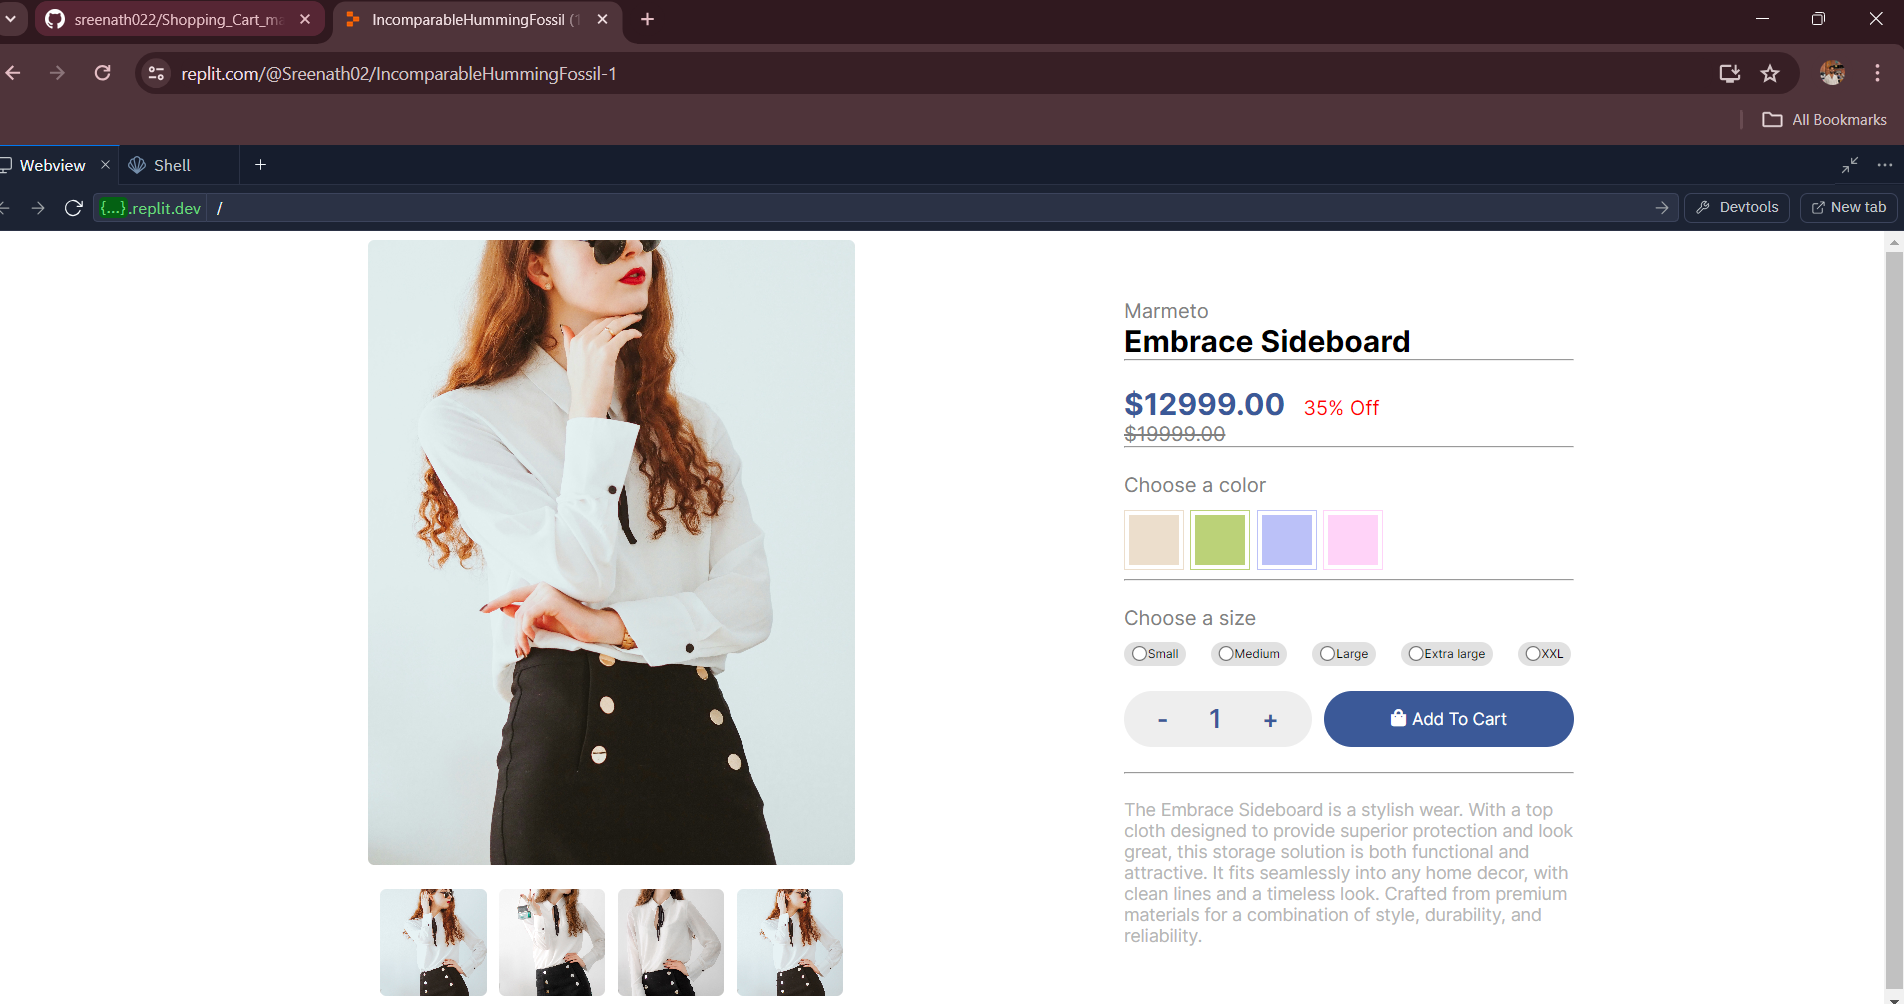 sreenath022/Shopping_Cart_ma
IncomparableHummingFossil (1
replit.com/@Sreenath02/IncomparableHummingFossil-1
All Bookmarks
Webview
Shell
{...}.replit.dev /
Devtools
New tab
Marmeto
Embrace Sideboard
$12999.00 35% Off
$19999.00
Choose a color
Choose a size
Small Medium Large Extra large XXL
- 1 + Add To Cart
The Embrace Sideboard is a stylish wear. With a top
cloth designed to provide superior protection and look
great, this storage solution is both functional and
attractive. It fits seamlessly into any home decor, with
clean lines and a timeless look. Crafted from premium
materials for a combination of style, durability, and
reliability.